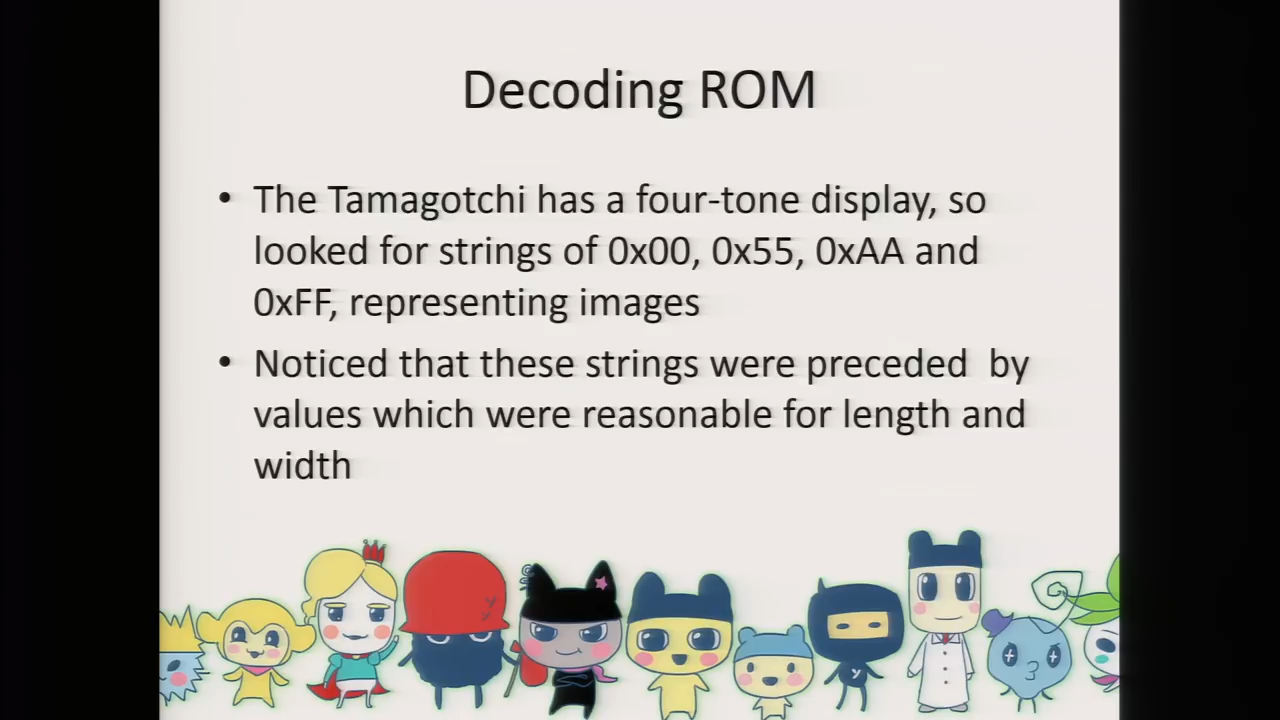 Decoding ROM
• The Tamagotchi has a four-tone display, so
looked for strings of 0x00, 0x55, 0xAA and
0xFF, representing images
• Noticed that these strings were preceded  by
values which were reasonable for length and
width